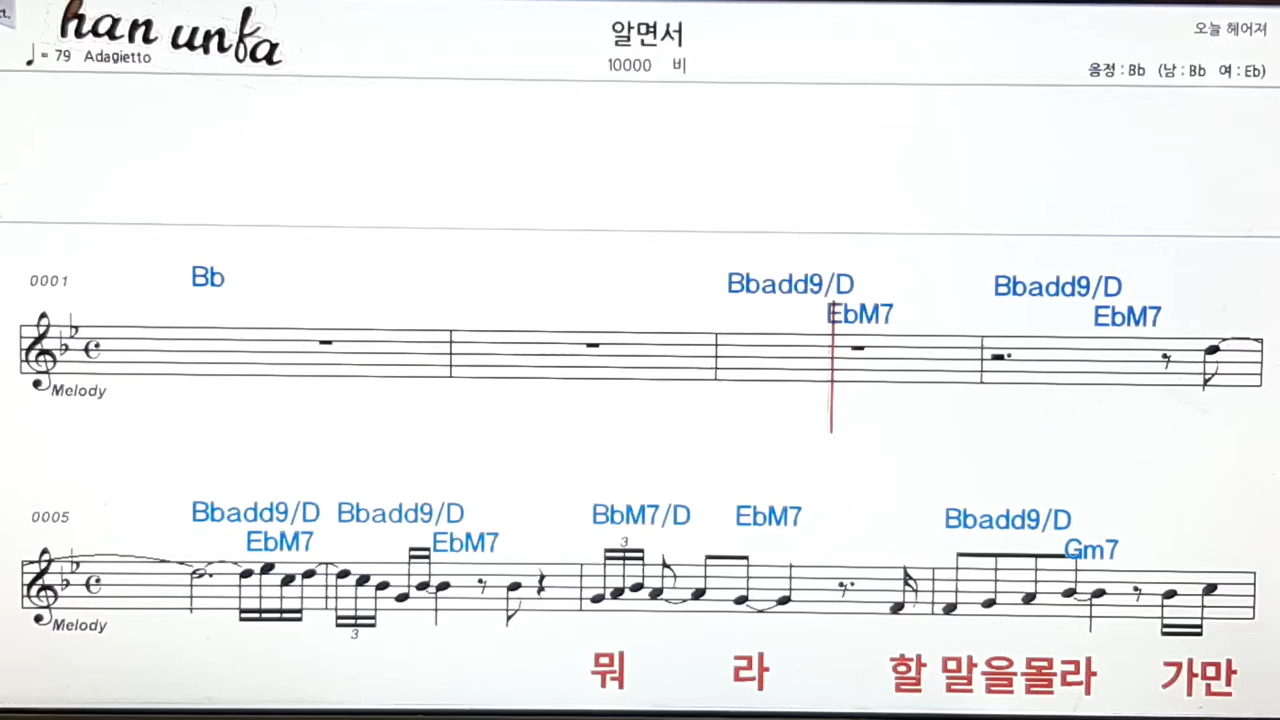 ct.
han unfa
알면서
오늘 헤어져
♩ = 79 Adagietto
10000 비
음정 : Bb (남 : Bb 여 : Eb)
0001 Bb Bbadd9/D EbM7 Bbadd9/D EbM7
Melody
0005 Bbadd9/D EbM7 Bbadd9/D EbM7 BbM7/D EbM7 Bbadd9/D Gm7
3
3
Melody
뭐 라 할 말을몰라 가만